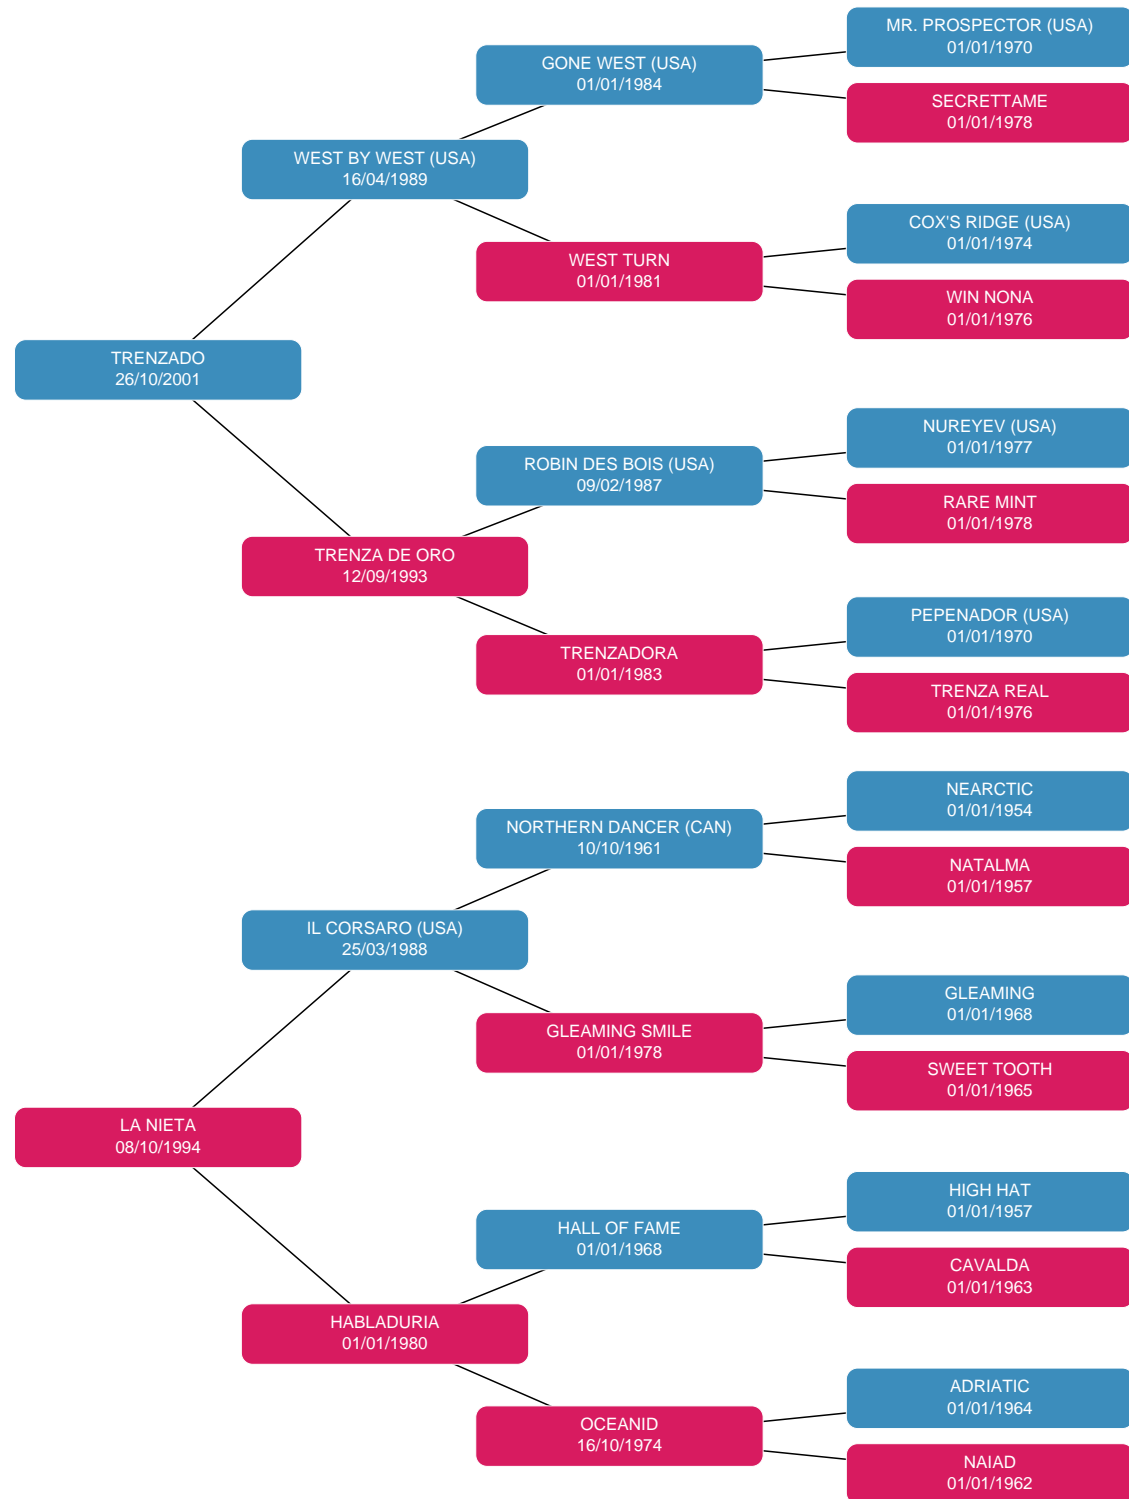 MR. PROSPECTOR (USA)
01/01/1970
GONE WEST (USA)
01/01/1984
SECRETTAME
01/01/1978
WEST BY WEST (USA)
16/04/1989
COX'S RIDGE (USA)
01/01/1974
WEST TURN
01/01/1981
WIN NONA
01/01/1976
TRENZADO
26/10/2001
NUREYEV (USA)
01/01/1977
ROBIN DES BOIS (USA)
09/02/1987
RARE MINT
01/01/1978
TRENZA DE ORO
12/09/1993
PEPENADOR (USA)
01/01/1970
TRENZADORA
01/01/1983
TRENZA REAL
01/01/1976
NEARCTIC
01/01/1954
NORTHERN DANCER (CAN)
10/10/1961
NATALMA
01/01/1957
IL CORSARO (USA)
25/03/1988
GLEAMING
01/01/1968
GLEAMING SMILE
01/01/1978
SWEET TOOTH
01/01/1965
LA NIETA
08/10/1994
HIGH HAT
01/01/1957
HALL OF FAME
01/01/1968
CAVALDA
01/01/1963
HABLADURIA
01/01/1980
ADRIATIC
01/01/1964
OCEANID
16/10/1974
NAIAD
01/01/1962